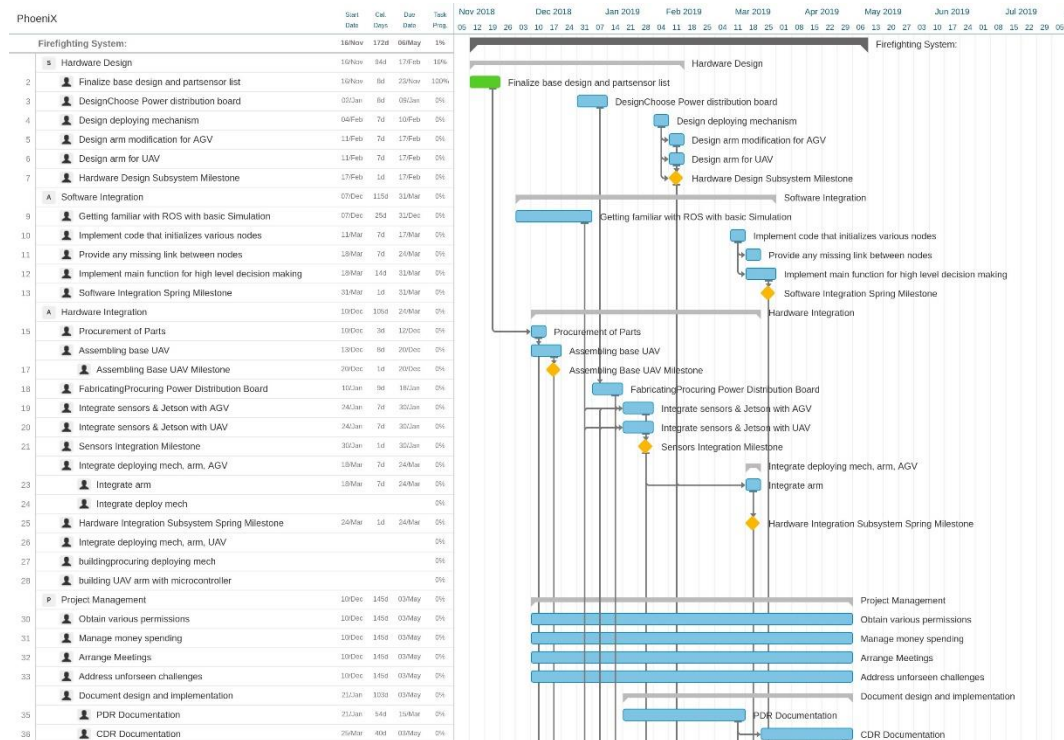 PhoeniX
Start Date Cal. Days Due Date Task Prog.
Nov 2018 Dec 2018 Jan 2019 Feb 2019 Mar 2019 Apr 2019 May 2019 Jun 2019 Jul 2019
05 12 19 26 03 10 17 24 31 07 14 21 28 04 11 18 25 04 11 18 25 01 08 15 22 29 06 13 20 27 03 10 17 24 01 08 15 22 29 05
Firefighting System: 16/Nov 172d 06/May 1% Firefighting System:
S Hardware Design 16/Nov 94d 17/Feb 16% Hardware Design
2 Finalize base design and partsensor list 16/Nov 8d 23/Nov 100% Finalize base design and partsensor list
3 DesignChoose Power distribution board 02/Jan 8d 09/Jan 0% DesignChoose Power distribution board
4 Design deploying mechanism 04/Feb 7d 10/Feb 0% Design deploying mechanism
5 Design arm modification for AGV 11/Feb 7d 17/Feb 0% Design arm modification for AGV
6 Design arm for UAV 11/Feb 7d 17/Feb 0% Design arm for UAV
7 Hardware Design Subsystem Milestone 17/Feb 1d 17/Feb 0% Hardware Design Subsystem Milestone
A Software Integration 07/Dec 115d 31/Mar 0% Software Integration
9 Getting familiar with ROS with basic Simulation 07/Dec 25d 31/Dec 0% Getting familiar with ROS with basic Simulation
10 Implement code that initializes various nodes 11/Mar 7d 17/Mar 0% Implement code that initializes various nodes
11 Provide any missing link between nodes 18/Mar 7d 24/Mar 0% Provide any missing link between nodes
12 Implement main function for high level decision making 18/Mar 14d 31/Mar 0% Implement main function for high level decision making
13 Software Integration Spring Milestone 31/Mar 1d 31/Mar 0% Software Integration Spring Milestone
A Hardware Integration 10/Dec 105d 24/Mar 0% Hardware Integration
15 Procurement of Parts 10/Dec 3d 12/Dec 0% Procurement of Parts
Assembling base UAV 13/Dec 8d 20/Dec 0% Assembling base UAV
17 Assembling Base UAV Milestone 20/Dec 1d 20/Dec 0% Assembling Base UAV Milestone
18 FabricatingProcuring Power Distribution Board 10/Jan 9d 18/Jan 0% FabricatingProcuring Power Distribution Board
19 Integrate sensors & Jetson with AGV 24/Jan 7d 30/Jan 0% Integrate sensors & Jetson with AGV
20 Integrate sensors & Jetson with UAV 24/Jan 7d 30/Jan 0% Integrate sensors & Jetson with UAV
21 Sensors Integration Milestone 30/Jan 1d 30/Jan 0% Sensors Integration Milestone
Integrate deploying mech, arm, AGV 18/Mar 7d 24/Mar 0% Integrate deploying mech, arm, AGV
23 Integrate arm 18/Mar 7d 24/Mar 0% Integrate arm
24 Integrate deploy mech 0%
25 Hardware Integration Subsystem Spring Milestone 24/Mar 1d 24/Mar 0% Hardware Integration Subsystem Spring Milestone
26 Integrate deploying mech, arm, UAV 0%
27 buildingprocuring deploying mech 0%
28 building UAV arm with microcontroller 0%
P Project Management 10/Dec 145d 03/May 0% Project Management
30 Obtain various permissions 10/Dec 145d 03/May 0% Obtain various permissions
31 Manage money spending 10/Dec 145d 03/May 0% Manage money spending
32 Arrange Meetings 10/Dec 145d 03/May 0% Arrange Meetings
33 Address unforseen challenges 10/Dec 145d 03/May 0% Address unforseen challenges
Document design and implementation 21/Jan 103d 03/May 0% Document design and implementation
35 PDR Documentation 21/Jan 54d 15/Mar 0% PDR Documentation
36 CDR Documentation 25/Mar 40d 03/May 0% CDR Documentation